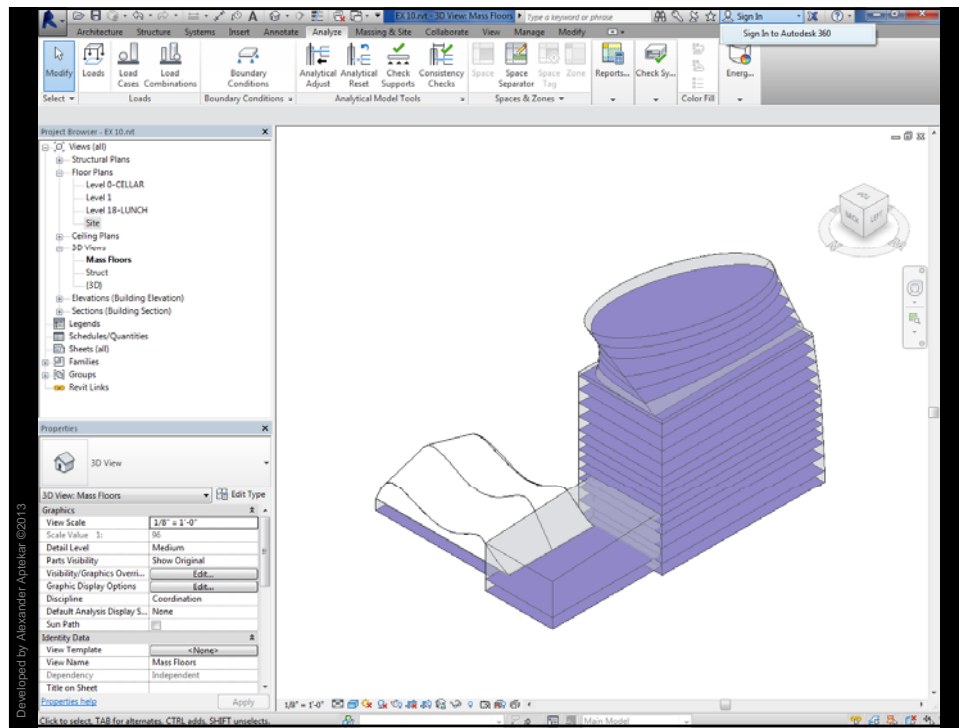 EX 10.rvt - 3D View: Mass Floors
Type a keyword or phrase
Sign In
Architecture Structure Systems Insert Annotate Analyze Massing & Site Collaborate View Manage Modify
Sign In to Autodesk 360
Modify
Loads
Load Cases
Load Combinations
Boundary Conditions
Analytical Adjust
Analytical Reset
Check Supports
Consistency Checks
Space
Space Separator
Space Tag
Zone
Reports...
Check Sy...
Energ...
Select
Loads
Boundary Conditions
Analytical Model Tools
Spaces & Zones
Color Fill
Project Browser - EX 10.rvt
Views (all)
Structural Plans
Floor Plans
Level 0-CELLAR
Level 1
Level 18-LUNCH
Site
Ceiling Plans
3D Views
Mass Floors
Struct
{3D}
Elevations (Building Elevation)
Sections (Building Section)
Legends
Schedules/Quantities
Sheets (all)
Families
Groups
Revit Links
TOP
BACK
LEFT
Properties
3D View
3D View: Mass Floors
Edit Type
Graphics
View Scale 1/8" = 1'-0"
Scale Value 1: 96
Detail Level Medium
Parts Visibility Show Original
Visibility/Graphics Overri... Edit...
Graphic Display Options Edit...
Discipline Coordination
Default Analysis Display S... None
Sun Path
Identity Data
View Template <None>
View Name Mass Floors
Dependency Independent
Title on Sheet
Properties help
Apply
1/8" = 1'-0"
Click to select, TAB for alternates, CTRL adds, SHIFT unselects.
Main Model
Developed by Alexander Aptekar ©2013